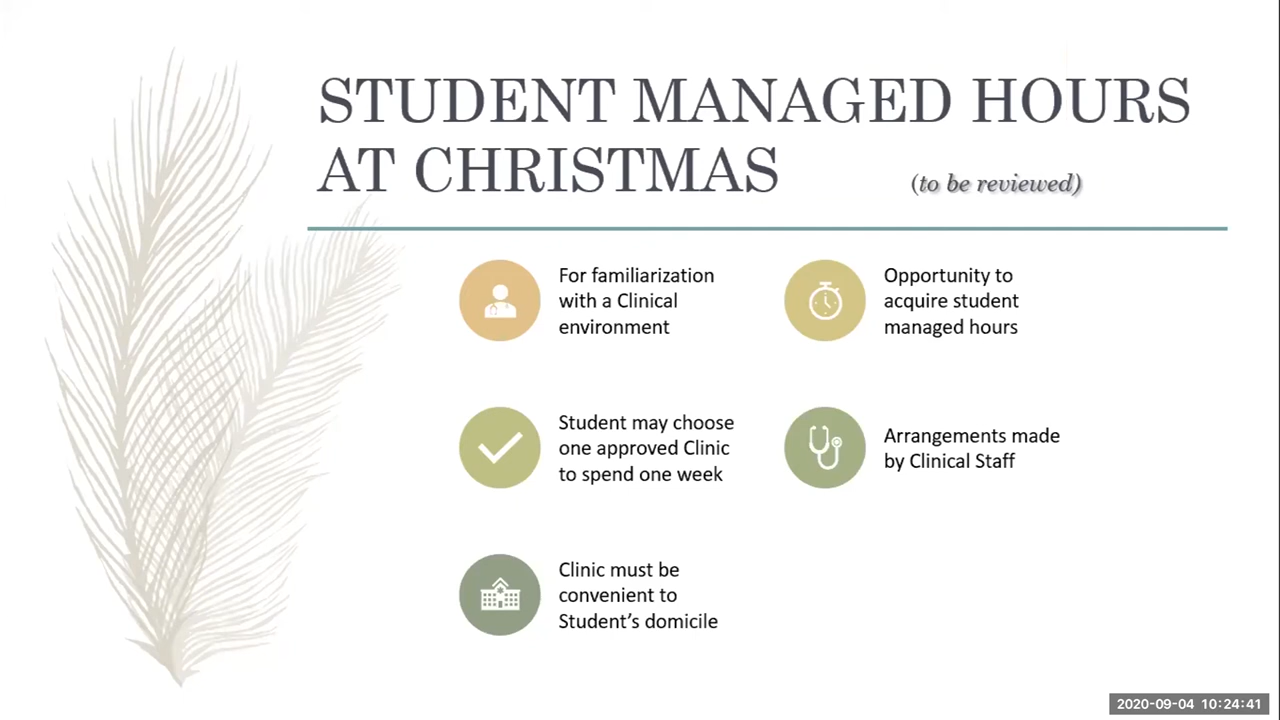 STUDENT MANAGED HOURS
AT CHRISTMAS
(to be reviewed)
For familiarization
with a Clinical
environment
Opportunity to
acquire student
managed hours
Student may choose
one approved Clinic
to spend one week
Arrangements made
by Clinical Staff
Clinic must be
convenient to
Student’s domicile
2020-09-04 10:24:41